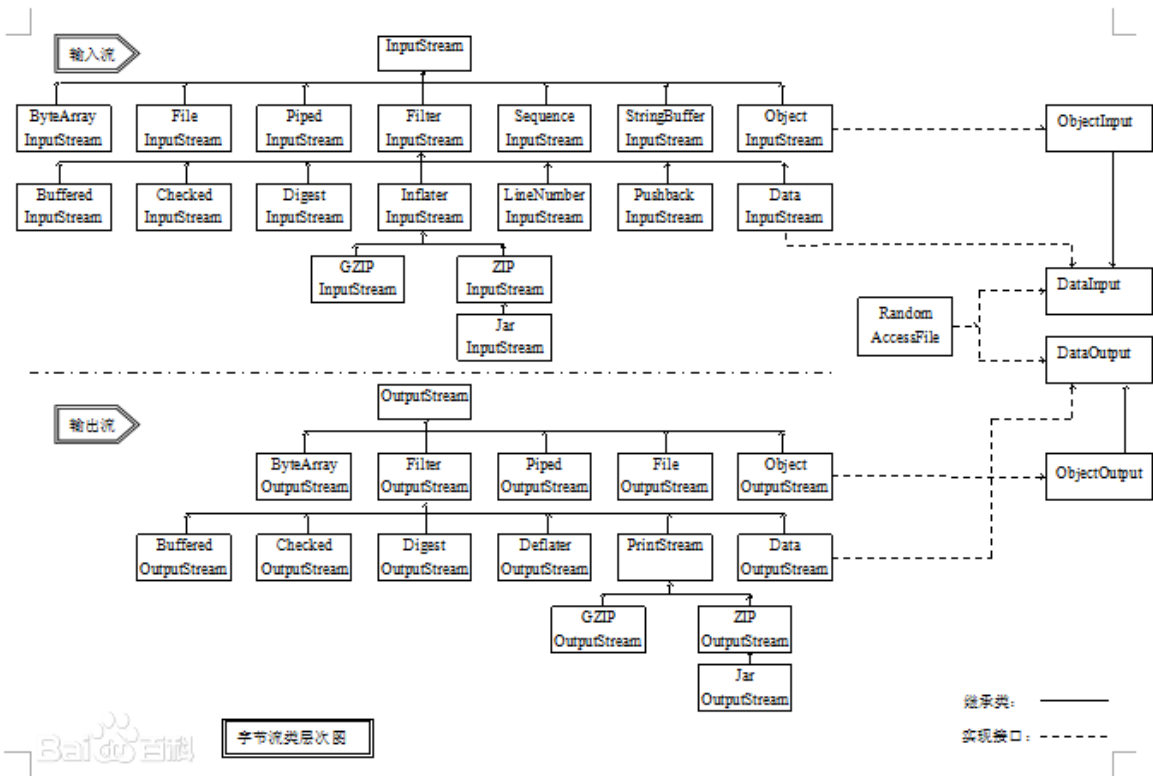 输入流
InputStream
ByteArray
InputStream
File
InputStream
Piped
InputStream
Filter
InputStream
Sequence
InputStream
StringBuffer
InputStream
Object
InputStream
ObjectInput
Buffered
InputStream
Checked
InputStream
Digest
InputStream
Inflater
InputStream
LineNumber
InputStream
Pushback
InputStream
Data
InputStream
GZIP
InputStream
ZIP
InputStream
Jar
InputStream
DataInput
Random
AccessFile
DataOutput
输出流
OutputStream
ByteArray
OutputStream
Filter
OutputStream
Piped
OutputStream
File
OutputStream
Object
OutputStream
ObjectOutput
Buffered
OutputStream
Checked
OutputStream
Digest
OutputStream
Deflater
OutputStream
PrintStream
Data
OutputStream
GZIP
OutputStream
ZIP
OutputStream
Jar
OutputStream
继承类：
实现接口：
字节流类层次图
Bai du 百科